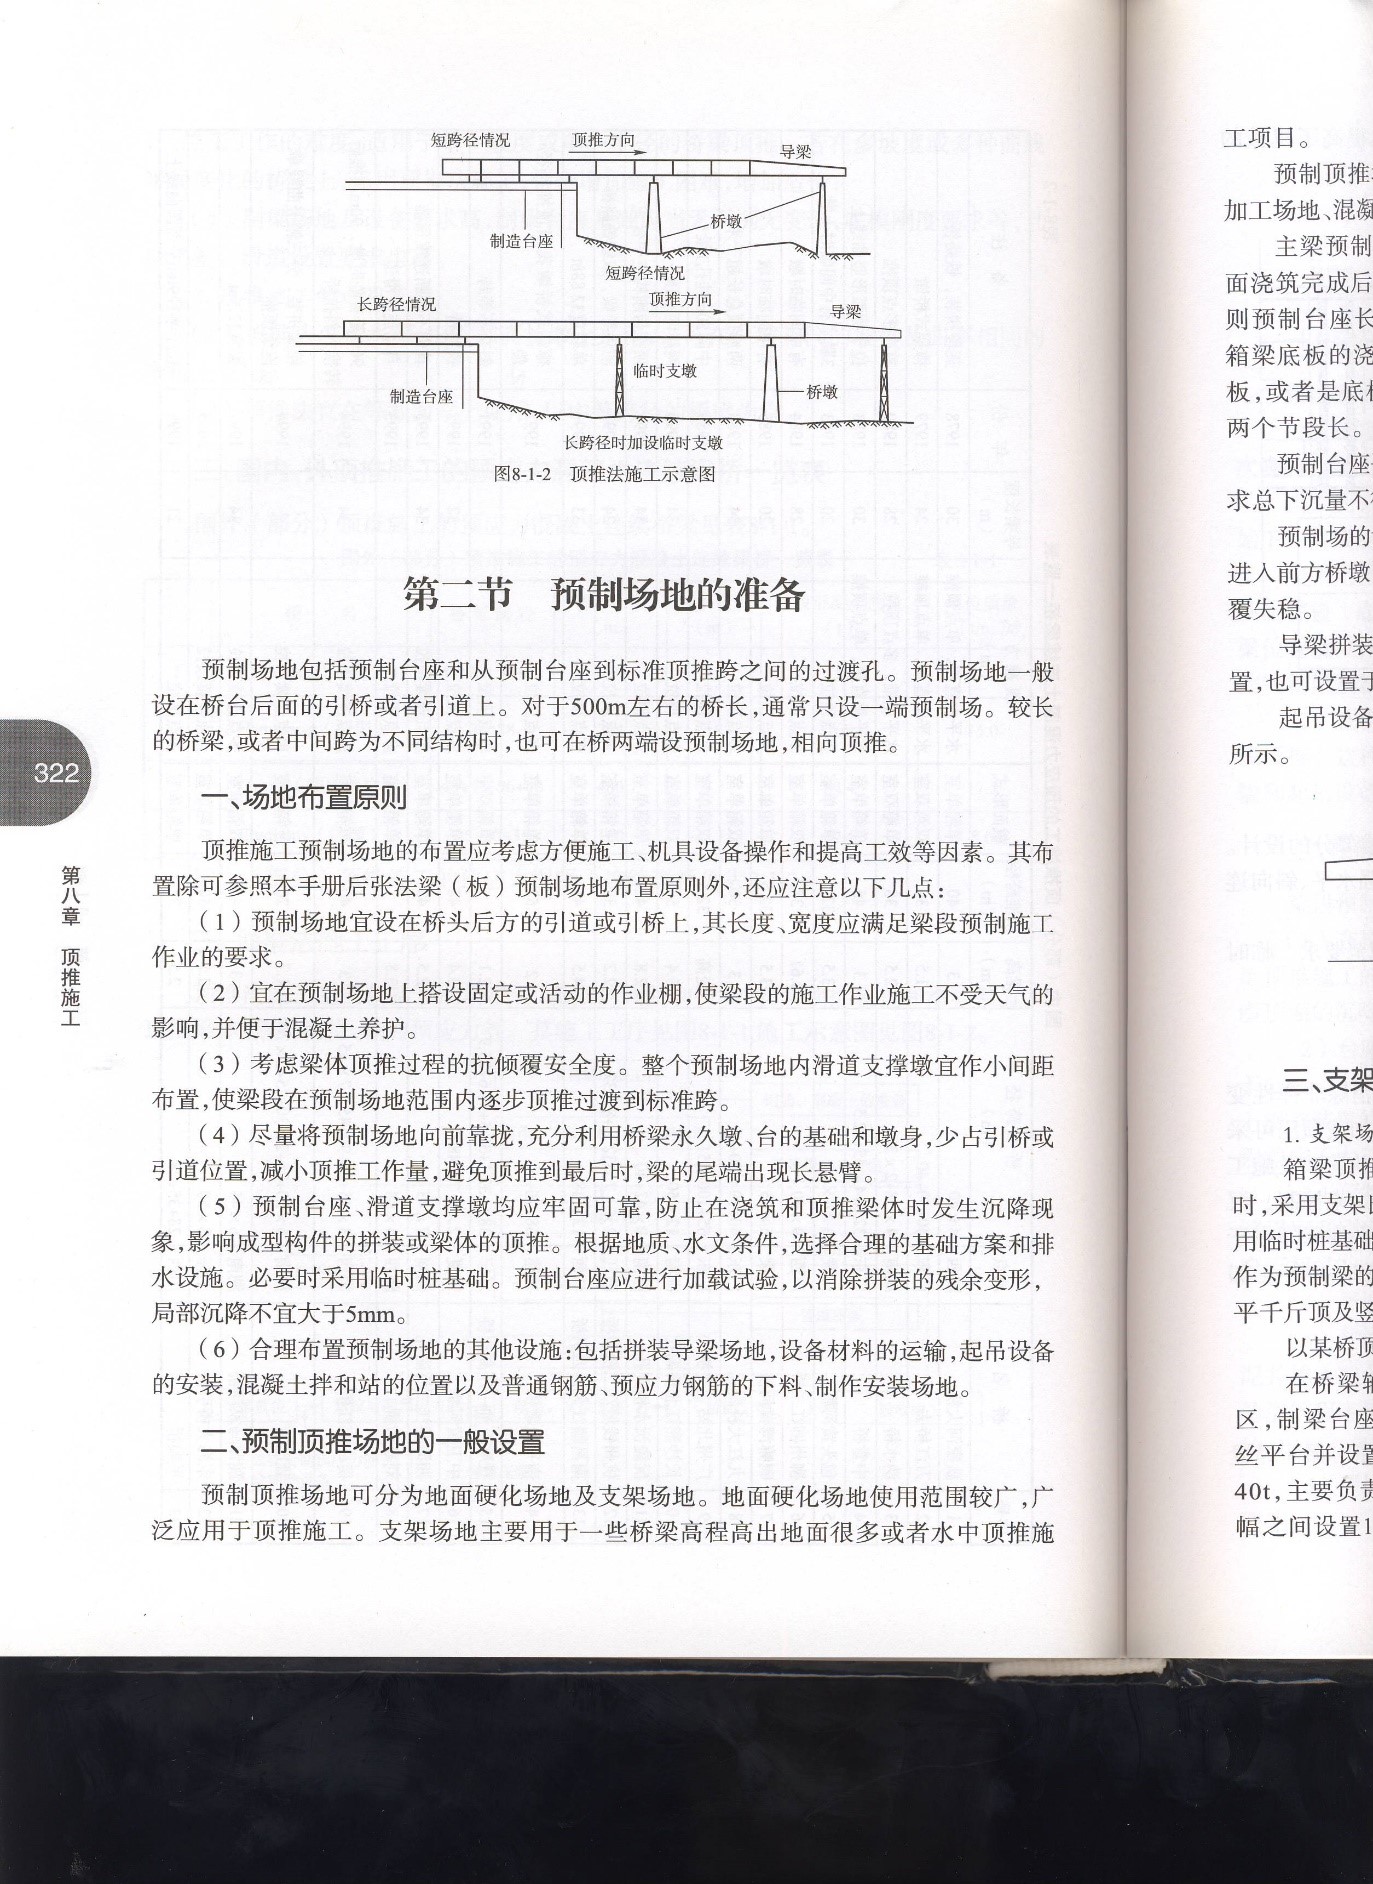 短跨径情况
顶推方向
导梁
桥墩
制造台座
短跨径情况
长跨径情况
顶推方向
导梁
临时支墩
制造台座
桥墩
长跨径时加设临时支墩
图8-1-2 顶推法施工示意图
第二节 预制场地的准备
预制场地包括预制台座和从预制台座到标准顶推跨之间的过渡孔。预制场地一般
设在桥台后面的引桥或者引道上。对于500m左右的桥长,通常只设一端预制场。较长
的桥梁,或者中间跨为不同结构时,也可在桥两端设预制场地,相向顶推。
一、场地布置原则
顶推施工预制场地的布置应考虑方便施工、机具设备操作和提高工效等因素。其布
置除可参照本手册后张法梁（板）预制场地布置原则外,还应注意以下几点:
（1）预制场地宜设在桥头后方的引道或引桥上,其长度、宽度应满足梁段预制施工
作业的要求。
（2）宜在预制场地上搭设固定或活动的作业棚,使梁段的施工作业施工不受天气的
影响,并便于混凝土养护。
（3）考虑梁体顶推过程的抗倾覆安全度。整个预制场地内滑道支撑墩宜作小间距
布置,使梁段在预制场地范围内逐步顶推过渡到标准跨。
（4）尽量将预制场地向前靠拢,充分利用桥梁永久墩、台的基础和墩身,少占引桥或
引道位置,减小顶推工作量,避免顶推到最后时,梁的尾端出现长悬臂。
（5）预制台座、滑道支撑墩均应牢固可靠,防止在浇筑和顶推梁体时发生沉降现
象,影响成型构件的拼装或梁体的顶推。根据地质、水文条件,选择合理的基础方案和排
水设施。必要时采用临时桩基础。预制台座应进行加载试验,以消除拼装的残余变形,
局部沉降不宜大于5mm。
（6）合理布置预制场地的其他设施:包括拼装导梁场地,设备材料的运输,起吊设备
的安装,混凝土拌和站的位置以及普通钢筋、预应力钢筋的下料、制作安装场地。
二、预制顶推场地的一般设置
预制顶推场地可分为地面硬化场地及支架场地。地面硬化场地使用范围较广,广
泛应用于顶推施工。支架场地主要用于一些桥梁高程高出地面很多或者水中顶推施
322
第八章 顶推施工
工项目。
预制顶推
加工场地、混凝
主梁预制
面浇筑完成后
则预制台座长
箱梁底板的浇
板,或者是底
两个节段长。
预制台座
求总下沉量不
预制场的
进入前方桥墩
覆失稳。
导梁拼装
置,也可设置于
起吊设备
所示。
三、支架
1. 支架场
箱梁顶推
时,采用支架
用临时桩基础
作为预制梁的
平千斤顶及竖
以某桥顶
在桥梁
区,制梁台座
丝平台并设置
40t,主要负责
幅之间设置1